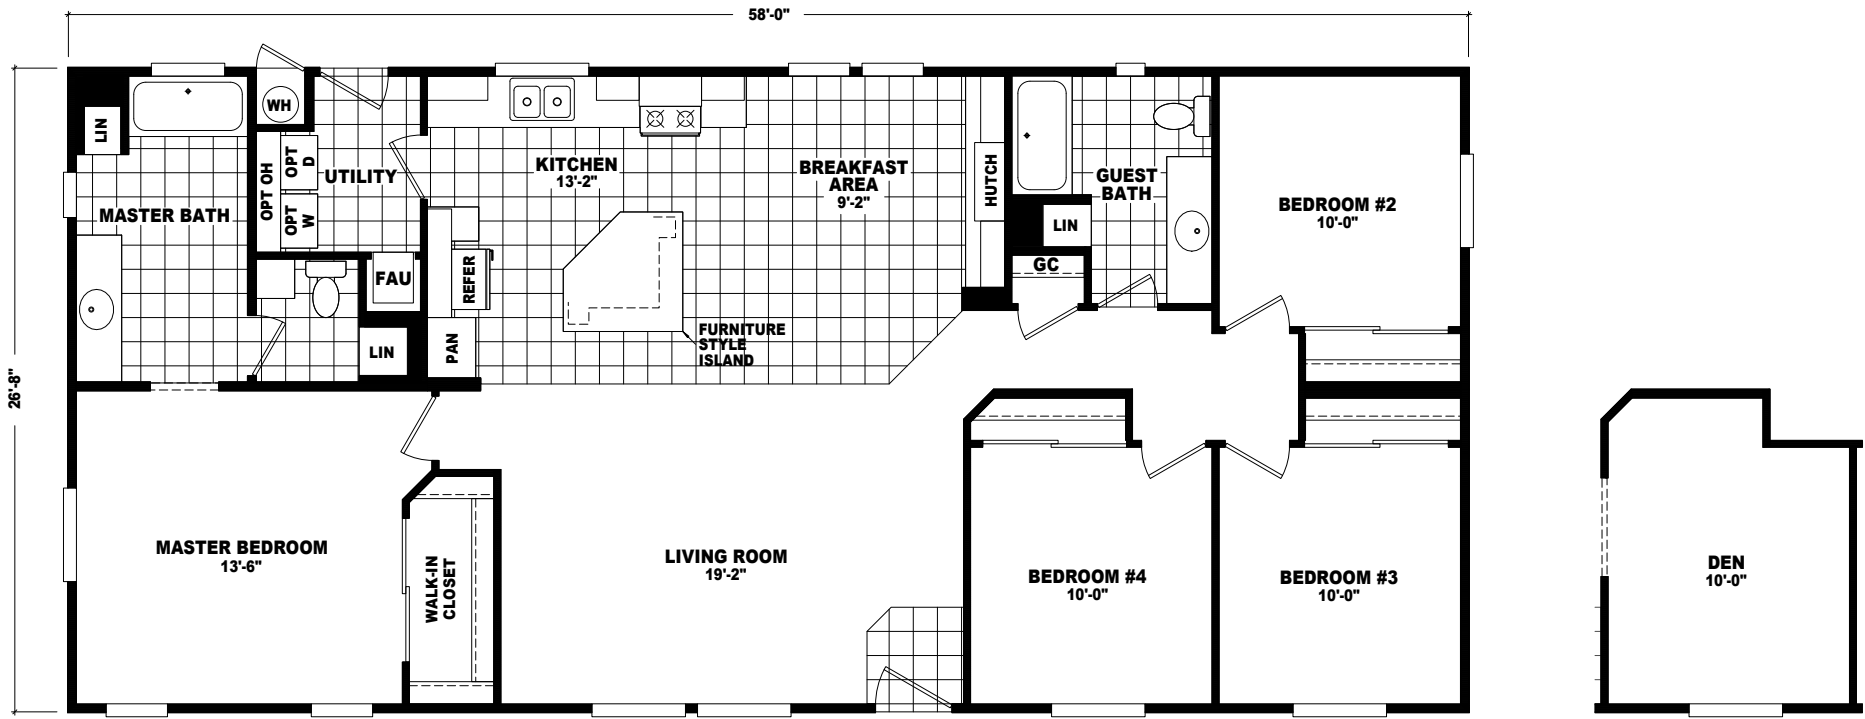 58'-0"
26'-8"
LIN
WH
OPT OH
OPT
D
OPT
W
UTILITY
MASTER BATH
FAU
LIN
KITCHEN
13'-2"
BREAKFAST
AREA
9'-2"
HUTCH
REFER
PAN
FURNITURE
STYLE
ISLAND
GUEST
BATH
LIN
GC
BEDROOM #2
10'-0"
MASTER BEDROOM
13'-6"
WALK-IN
CLOSET
LIVING ROOM
19'-2"
BEDROOM #4
10'-0"
BEDROOM #3
10'-0"
DEN
10'-0"